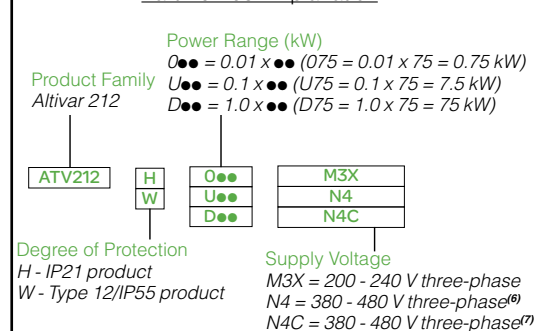 Power Range (kW)
0●● = 0.01 x ●● (075 = 0.01 x 75 = 0.75 kW)
U●● = 0.1 x ●● (U75 = 0.1 x 75 = 7.5 kW)
D●● = 1.0 x ●● (D75 = 1.0 x 75 = 75 kW)
Product Family
Altivar 212
ATV212 H 0●● M3X
W U●● N4
D●● N4C
Degree of Protection
H - IP21 product
W - Type 12/IP55 product
Supply Voltage
M3X = 200 - 240 V three-phase
N4 = 380 - 480 V three-phase(6)
N4C = 380 - 480 V three-phase(7)